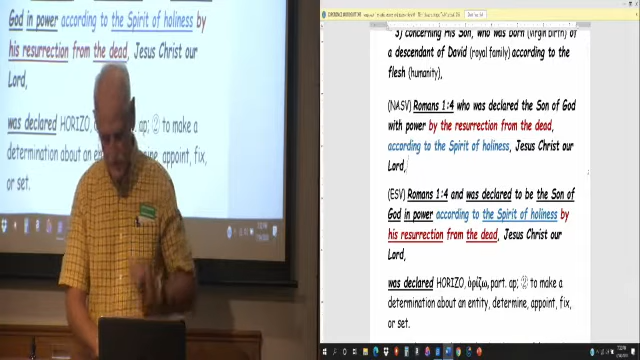 God in power according to the Spirit of holiness by
his resurrection from the dead, Jesus Christ our
Lord,
was declared HORIZO, ap; ② to make a
determination about an appoint, fix,
or set.
3) concerning His Son, who was born (virgin birth) of
a descendant of David (royal family) according to the
flesh (humanity),
(NASV) Romans 1:4 who was declared the Son of God
with power by the resurrection from the dead,
according to the Spirit of holiness, Jesus Christ our
Lord,
(ESV) Romans 1:4 and was declared to be the Son of
God in power according to the Spirit of holiness by
his resurrection from the dead, Jesus Christ our
Lord,
was declared HORIZO, ὁρίζω, part. ap; ② to make a
determination about an entity, determine, appoint, fix,
or set.